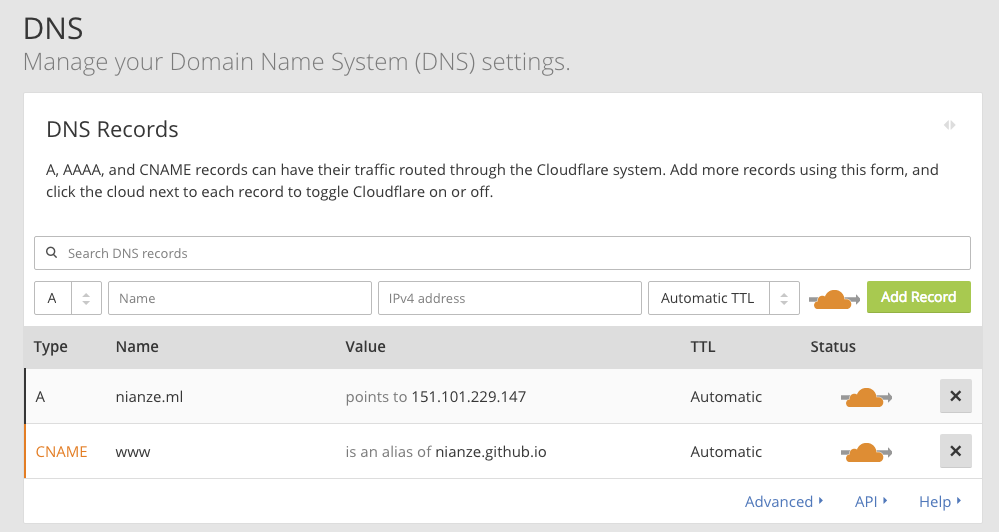 DNS
Manage your Domain Name System (DNS) settings.
DNS Records
A, AAAA, and CNAME records can have their traffic routed through the Cloudflare system. Add more records using this form, and
click the cloud next to each record to toggle Cloudflare on or off.
Search DNS records
A Name IPv4 address Automatic TTL Add Record
Type Name Value TTL Status
A nianze.ml points to 151.101.229.147 Automatic
CNAME www is an alias of nianze.github.io Automatic
Advanced API Help